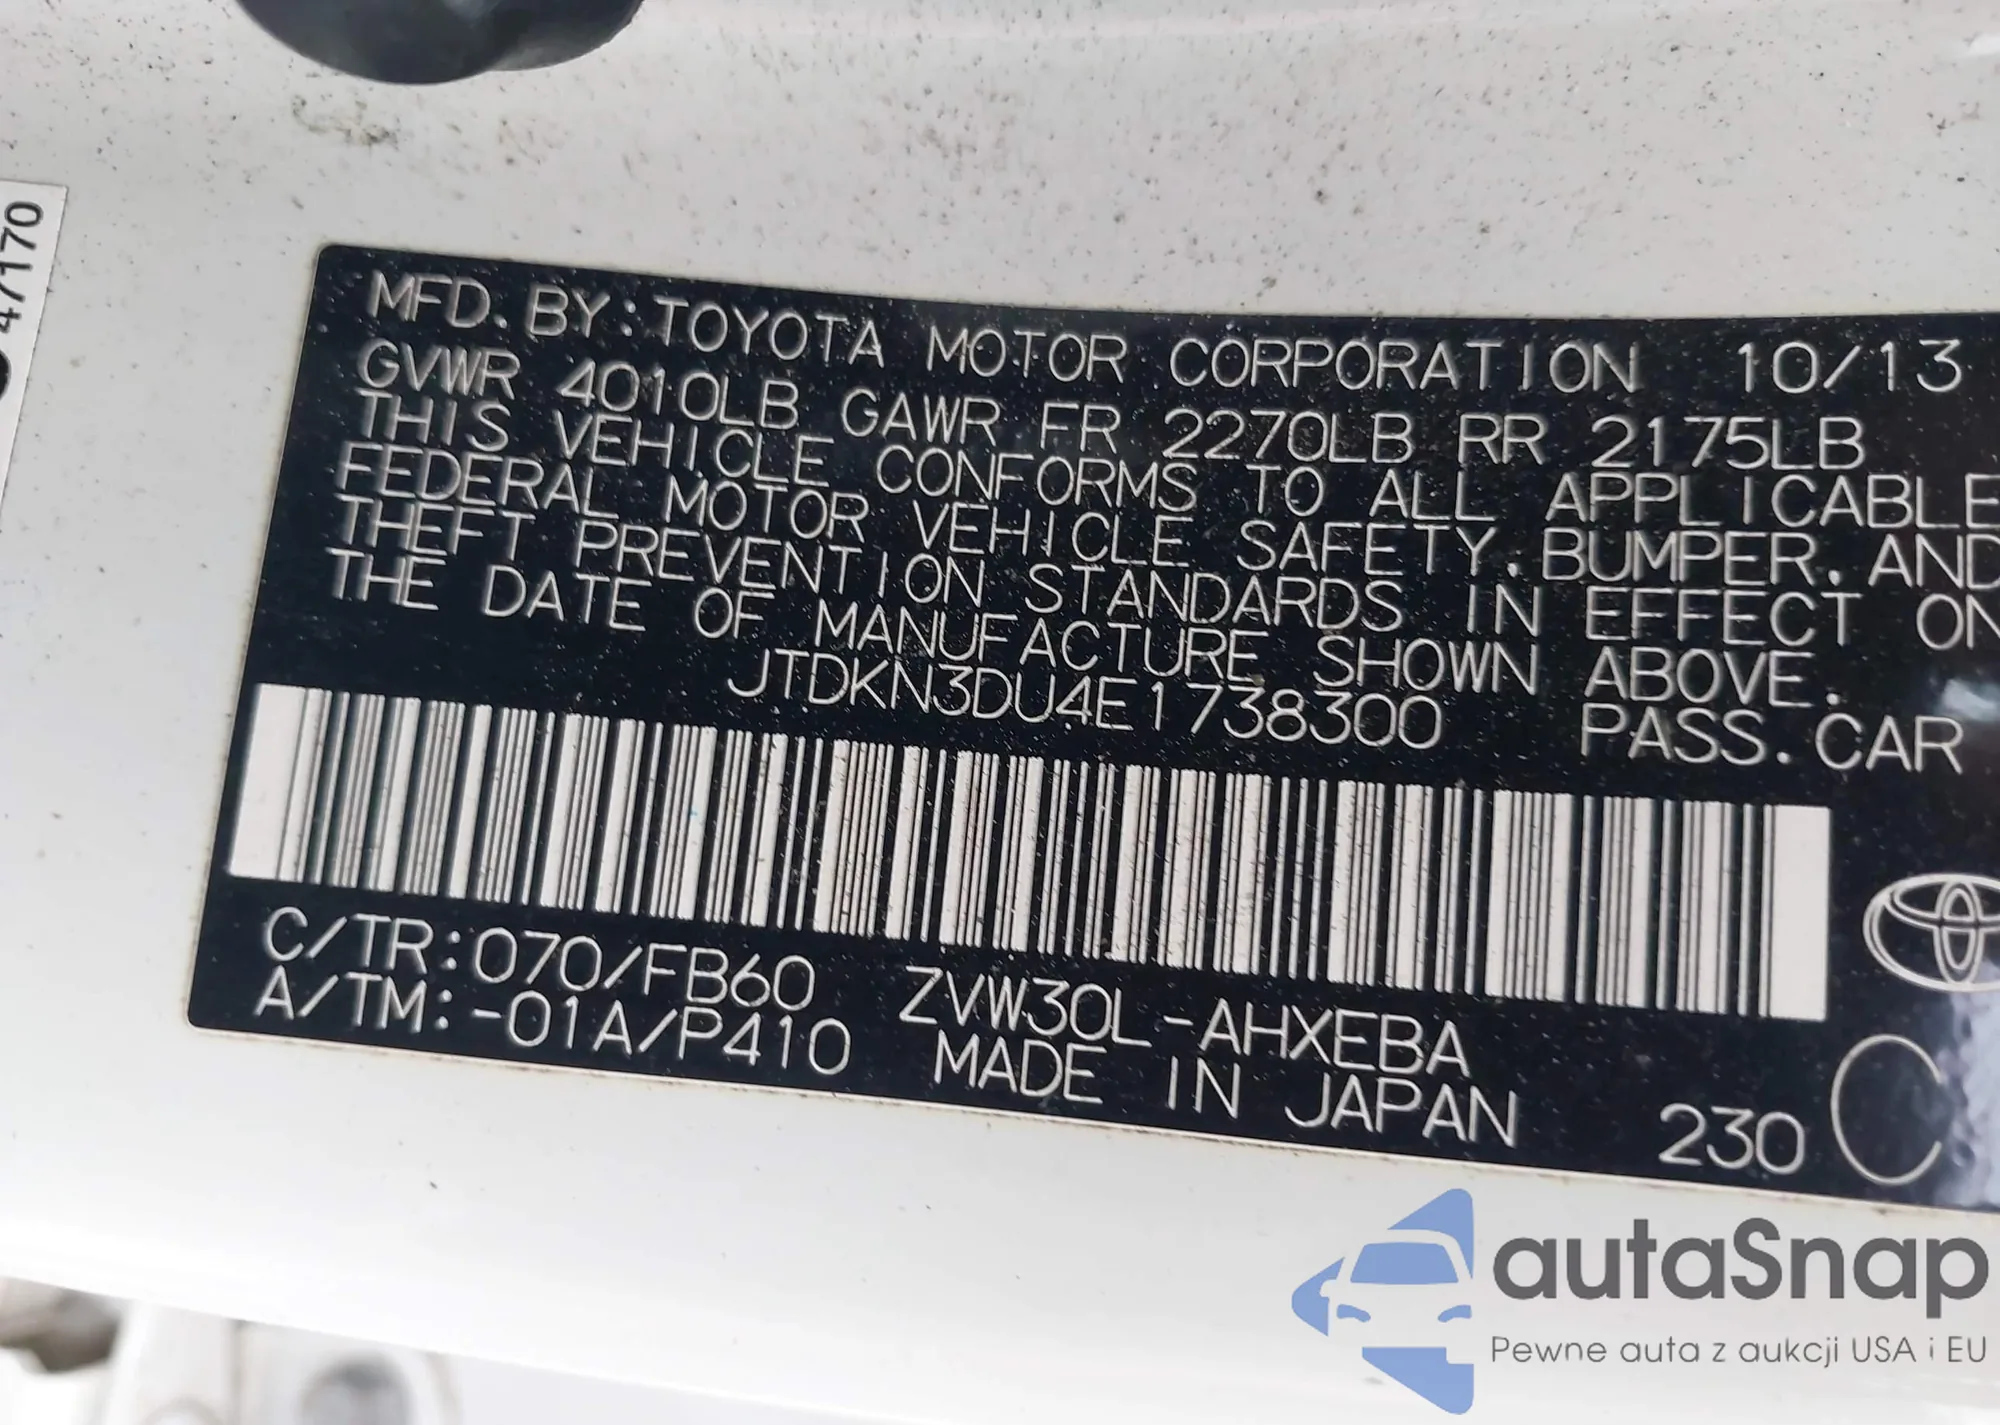 47170
MFD. BY: TOYOTA MOTOR CORPORATION 10/13
GVWR 4010LB GAWR FR 2270LB RR 2175LB
THIS VEHICLE CONFORMS TO ALL APPLICABLE
FEDERAL MOTOR VEHICLE SAFETY, BUMPER, AND
THEFT PREVENTION STANDARDS IN EFFECT ON
THE DATE OF MANUFACTURE SHOWN ABOVE.
JTDKN3DU4E1738300 PASS. CAR
C/TR:070/FB60 ZVW30L-AHXEBA
A/TM:-01A/P410 MADE IN JAPAN 230
C
autaSnap
Pewne auta z aukcji USA i EU